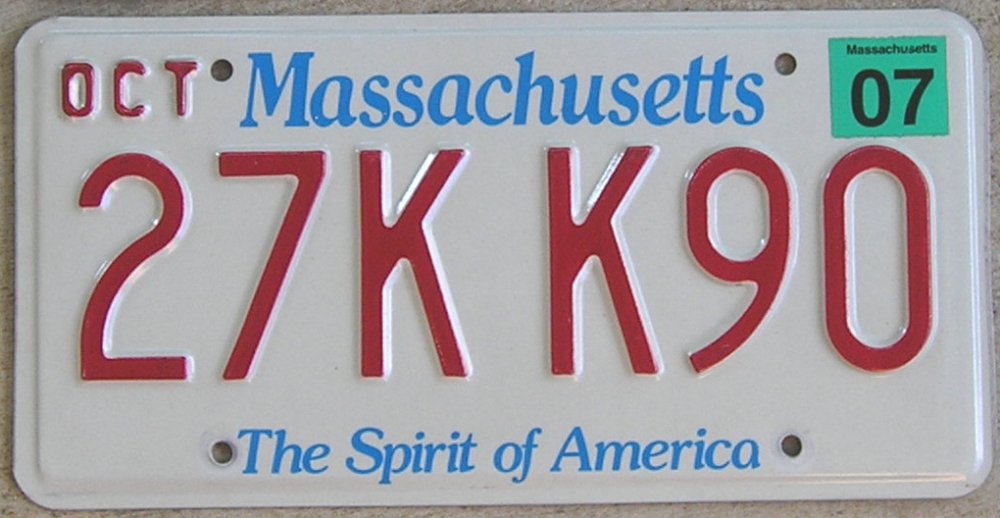 OCT Massachusetts
Massachusetts
07
27K K90
The Spirit of America